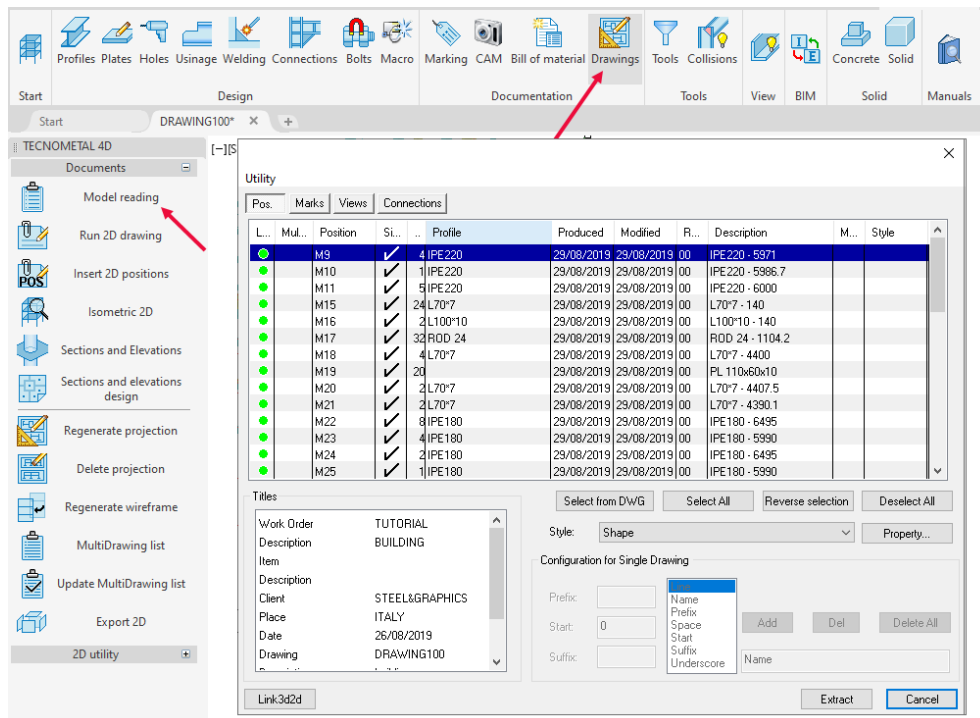 Profiles Plates Holes Usinage Welding Connections Bolts Macro Marking CAM Bill of material Drawings Tools Collisions Concrete Solid
Start Design Documentation Tools View BIM Solid Manuals
Start DRAWING100* × +
TECNOMETAL 4D
[−][S
Documents
Model reading
Run 2D drawing
POS
Insert 2D positions
Isometric 2D
Sections and Elevations
Sections and elevations
design
Regenerate projection
Delete projection
Regenerate wireframe
MultiDrawing list
Update MultiDrawing list
Export 2D
2D utility
Utility
Pos. Marks Views Connections
L... Mul... Position Si... .. Profile Produced Modified R... Description M... Style
M9 4 IPE220 29/08/2019 29/08/2019 00 IPE220 - 5971
M10 1 IPE220 29/08/2019 29/08/2019 00 IPE220 - 5986.7
M11 5 IPE220 29/08/2019 29/08/2019 00 IPE220 - 6000
M15 24 L70*7 29/08/2019 29/08/2019 00 L70*7 - 140
M16 2 L100*10 29/08/2019 29/08/2019 00 L100*10 - 140
M17 32 ROD 24 29/08/2019 29/08/2019 00 ROD 24 - 1104.2
M18 4 L70*7 29/08/2019 29/08/2019 00 L70*7 - 4400
M19 20 29/08/2019 29/08/2019 00 PL 110x60x10
M20 2 L70*7 29/08/2019 29/08/2019 00 L70*7 - 4407.5
M21 2 L70*7 29/08/2019 29/08/2019 00 L70*7 - 4390.1
M22 8 IPE180 29/08/2019 29/08/2019 00 IPE180 - 6495
M23 4 IPE180 29/08/2019 29/08/2019 00 IPE180 - 5990
M24 2 IPE180 29/08/2019 29/08/2019 00 IPE180 - 6495
M25 1 IPE180 29/08/2019 29/08/2019 00 IPE180 - 5990
Titles
Work Order TUTORIAL
Description BUILDING
Item
Description
Client STEEL&GRAPHICS
Place ITALY
Date 26/08/2019
Drawing DRAWING100
Select from DWG Select All Reverse selection Deselect All
Style: Shape Property...
Configuration for Single Drawing
Prefix:
Start: 0
Suffix:
Name
Prefix
Space
Start
Suffix
Underscore
Add Del Delete All
Name
Link3d2d Extract Cancel